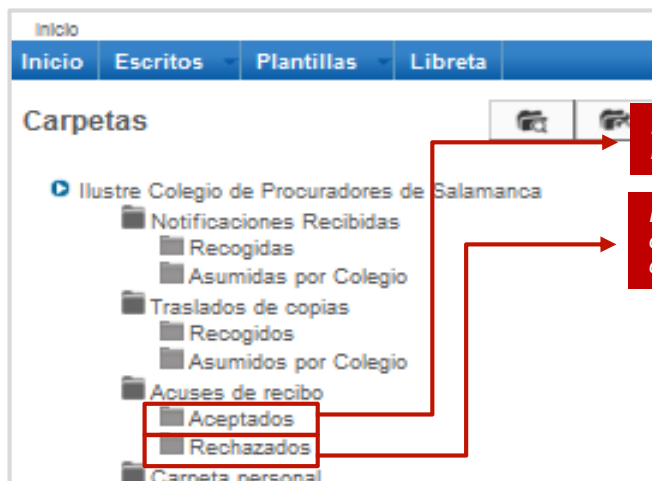 Inicio
Inicio Escritos Plantillas Libreta
Carpetas
Ilustre Colegio de Procuradores de Salamanca
Notificaciones Recibidas
Recogidas
Asumidas por Colegio
Traslados de copias
Recogidos
Asumidos por Colegio
Acuses de recibo
Aceptados
Rechazados
Carpeta personal